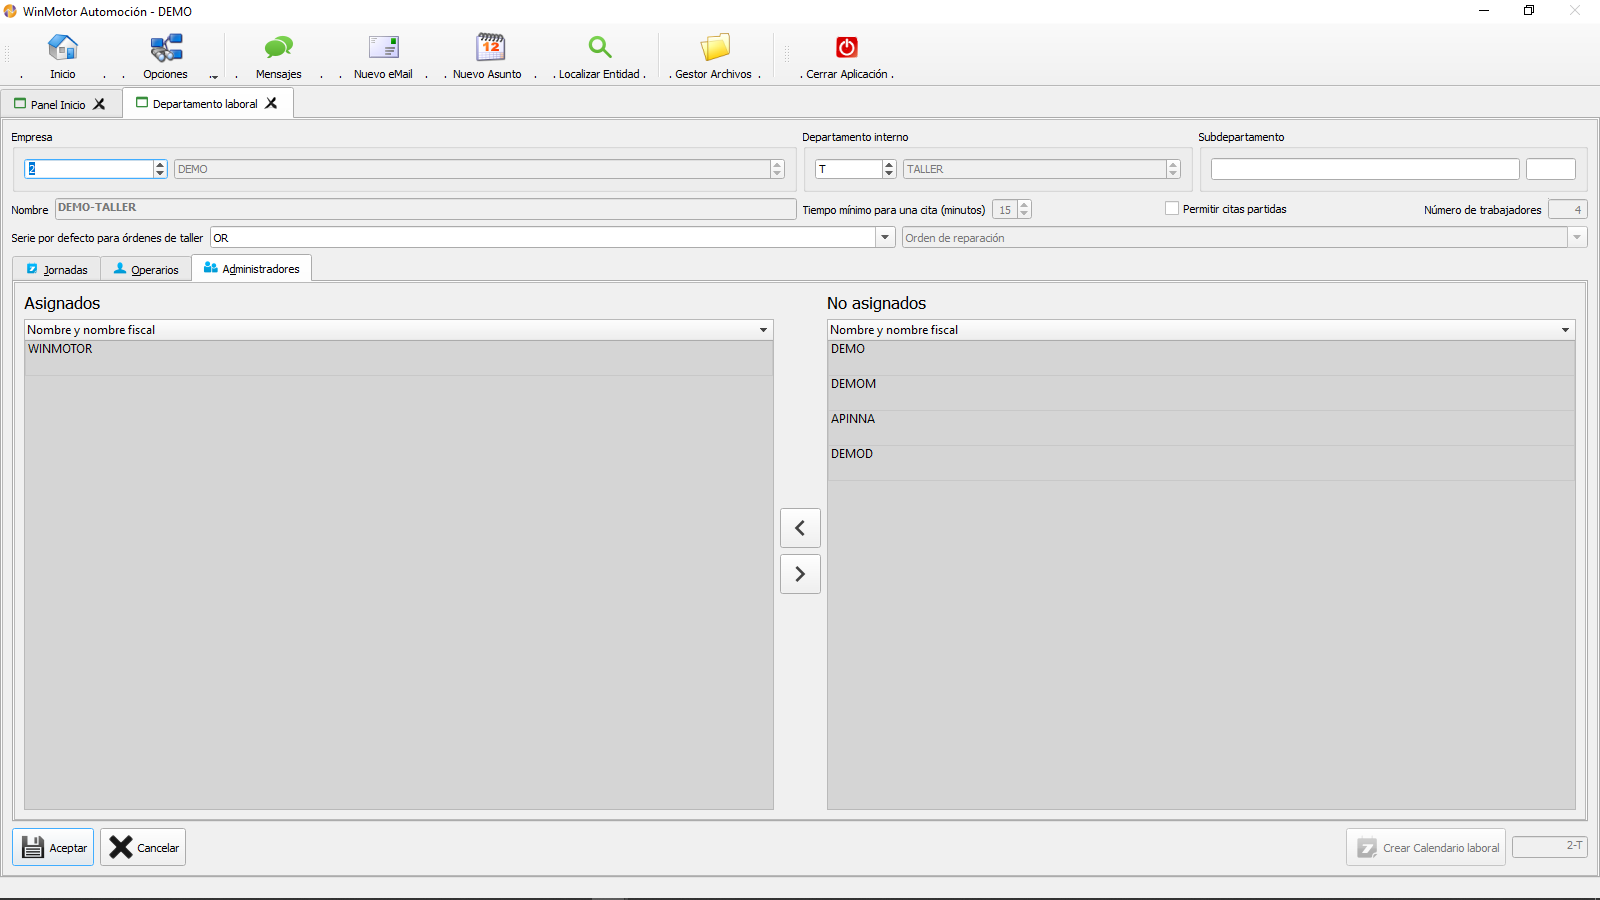 WinMotor Automoción - DEMO
. Inicio . . Opciones . Mensajes . . Nuevo eMail . . Nuevo Asunto . . Localizar Entidad . . Gestor Archivos . . Cerrar Aplicación .
Panel Inicio Departamento laboral
Empresa Departamento interno Subdepartamento
2 DEMO T TALLER
Nombre DEMO-TALLER Tiempo mínimo para una cita (minutos) 15 Permitir citas partidas Número de trabajadores 4
Serie por defecto para órdenes de taller OR Orden de reparación
Jornadas Operarios Administradores
Asignados No asignados
Nombre y nombre fiscal Nombre y nombre fiscal
WINMOTOR DEMO
DEMOM
APINNA
DEMOD
Aceptar Cancelar Crear Calendario laboral 2-T